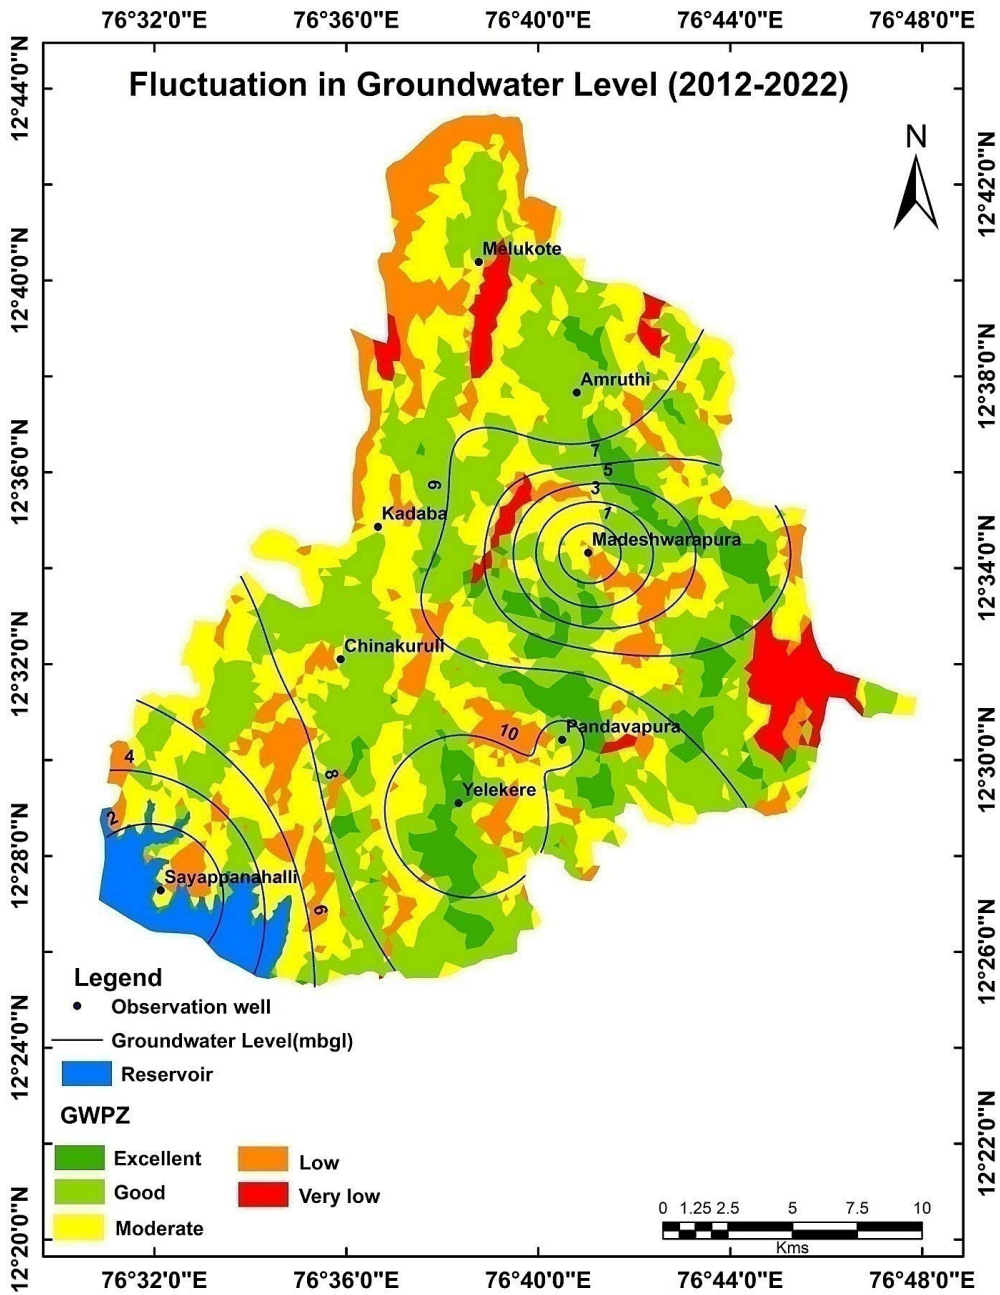 76°32'0"E 76°36'0"E 76°40'0"E 76°44'0"E 76°48'0"E
Fluctuation in Groundwater Level (2012-2022)
N
12°44'0"N
12°40'0"N
12°36'0"N
12°34'0"N
12°32'0"N
12°28'0"N
12°24'0"N
12°20'0"N
12°42'0"N
12°38'0"N
12°34'0"N
12°30'0"N
12°26'0"N
12°22'0"N
Melukote
Amruthi
7
5
3
1
6
Kadaba
Madeshwarapura
Chinakuruli
10
Pandavapura
4
8
Yelekere
2
Sayappanahalli
6
Legend
Observation well
Groundwater Level(mbgl)
Reservoir
GWPZ
Excellent
Good
Moderate
Low
Very low
0 1.25 2.5 5 7.5 10
Kms
76°32'0"E 76°36'0"E 76°40'0"E 76°44'0"E 76°48'0"E